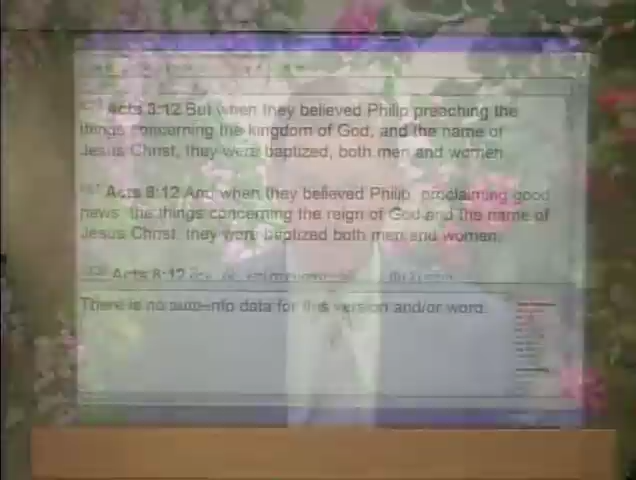 Acts 8:12 But when they believed Philip preaching the
things concerning the kingdom of God, and the name of
Jesus Christ, they were baptized, both men and women.
Acts 8:12 And when they believed Philip, proclaiming good
news, the things concerning the reign of God and the name of
Jesus Christ, they were baptized both men and women.
Acts 8:12
There is no auto-info data for this version and/or word.